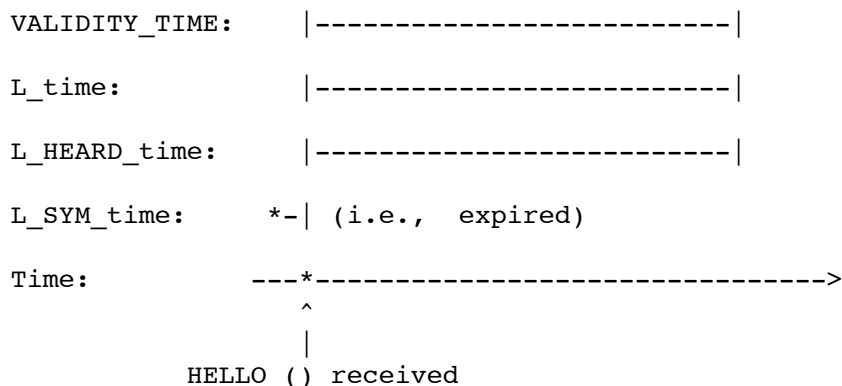 VALIDITY_TIME:    |--------------------------|
L_time:           |--------------------------|
L_HEARD_time:     |--------------------------|
L_SYM_time:     *-| (i.e.,  expired)
Time:          ---*-------------------------------->
                  ^
                  |
           HELLO () received